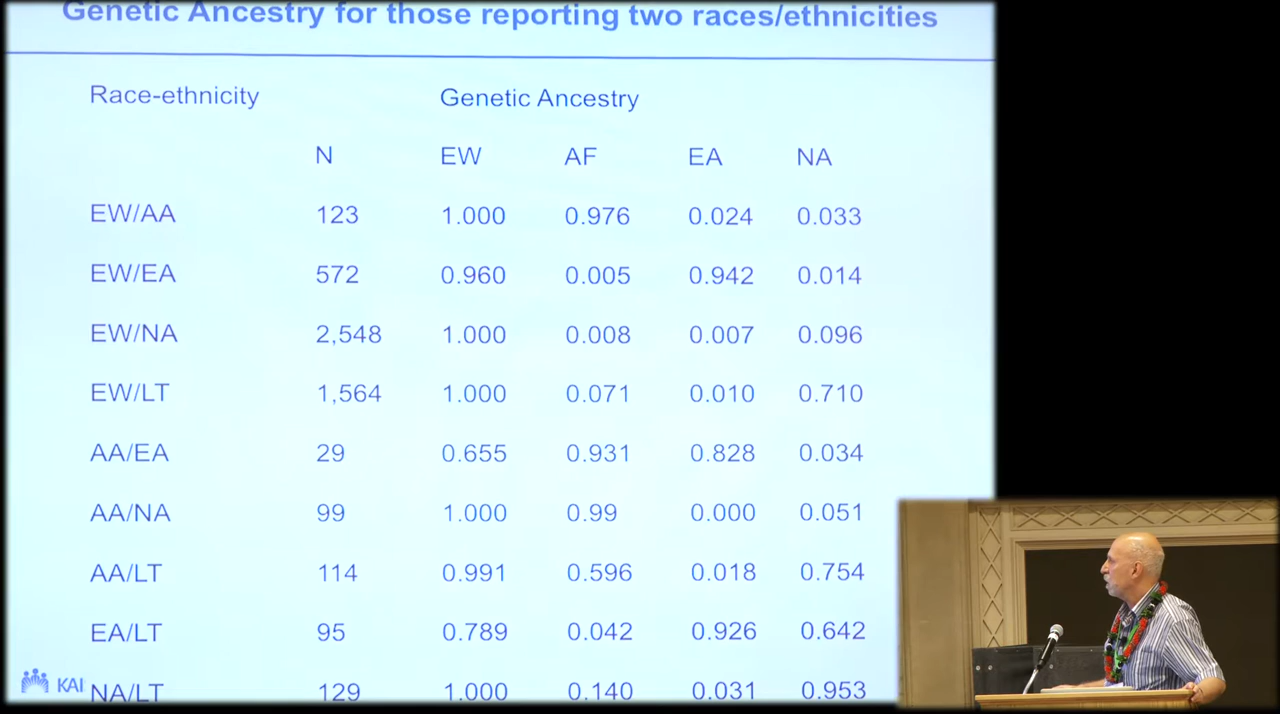 Genetic Ancestry for those reporting two races/ethnicities
Race-ethnicity Genetic Ancestry
N EW AF EA NA
EW/AA 123 1.000 0.976 0.024 0.033
EW/EA 572 0.960 0.005 0.942 0.014
EW/NA 2,548 1.000 0.008 0.007 0.096
EW/LT 1,564 1.000 0.071 0.010 0.710
AA/EA 29 0.655 0.931 0.828 0.034
AA/NA 99 1.000 0.99 0.000 0.051
AA/LT 114 0.991 0.596 0.018 0.754
EA/LT 95 0.789 0.042 0.926 0.642
NA/LT 129 1.000 0.140 0.031 0.953
KAI